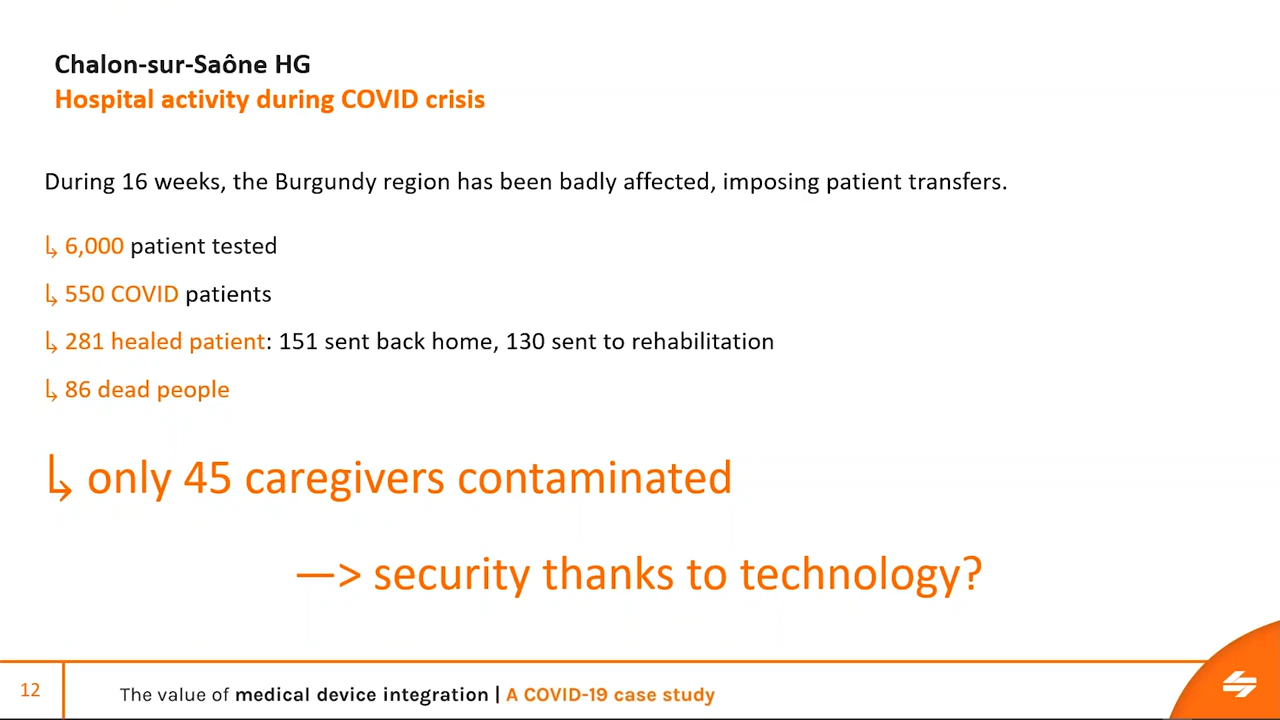 Chalon-sur-Saône HG
Hospital activity during COVID crisis
During 16 weeks, the Burgundy region has been badly affected, imposing patient transfers.
↳ 6,000 patient tested
↳ 550 COVID patients
↳ 281 healed patient: 151 sent back home, 130 sent to rehabilitation
↳ 86 dead people
↳ only 45 caregivers contaminated
—> security thanks to technology?
12
The value of medical device integration | A COVID-19 case study